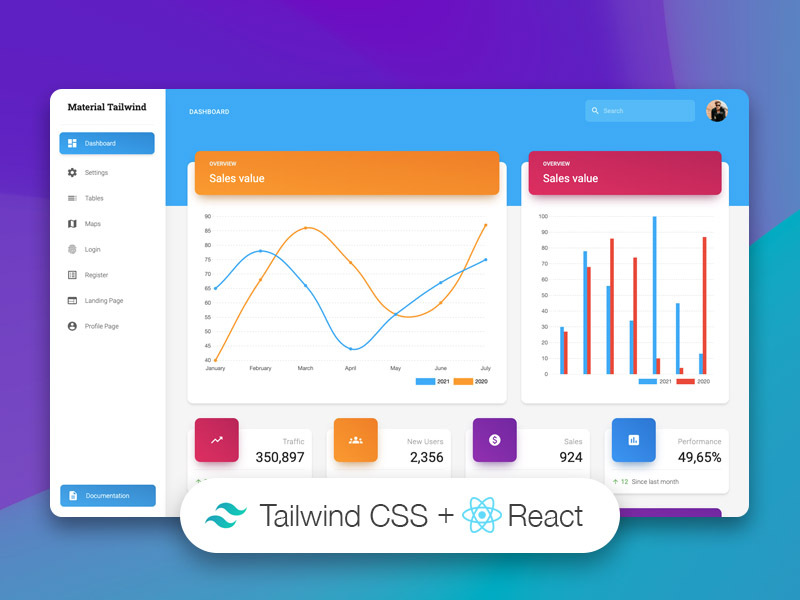 Material Tailwind
DASHBOARD
Search
Dashboard
Settings
Tables
Maps
Login
Register
Landing Page
Profile Page
Documentation
OVERVIEW
Sales value
90
85
80
75
70
65
60
55
50
45
40
January February March April May June July
2021 2020
OVERVIEW
Sales value
100
90
80
70
60
50
40
30
20
10
0
2021 2020
Traffic
350,897
New Users
2,356
Sales
924
Performance
49,65%
12 Since last month
Tailwind CSS + React